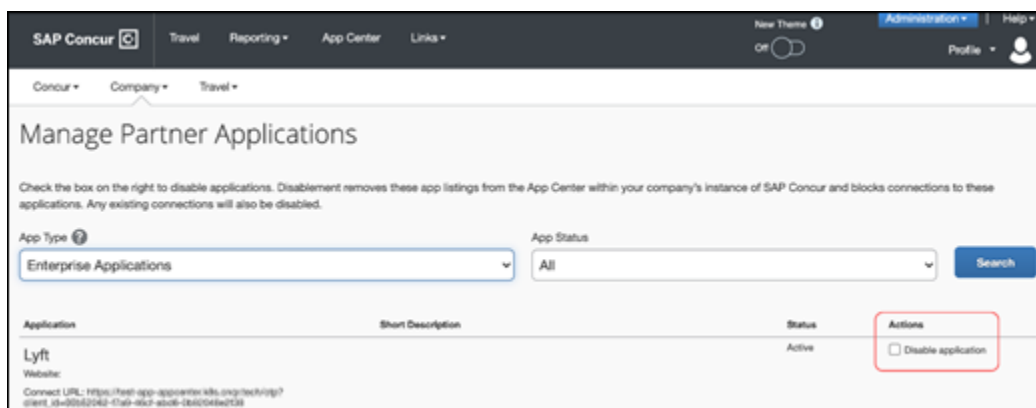 New Theme Administration | Help
SAP Concur C Travel Reporting App Center Links Off Profile
Concur Company Travel
Manage Partner Applications
Check the box on the right to disable applications. Disablement removes these app listings from the App Center within your company's instance of SAP Concur and blocks connections to these
applications. Any existing connections will also be disabled.
App Type ? App Status
Enterprise Applications All Search
Application Short Description Status Actions
Lyft Active Disable application
Website:
Connect URL: